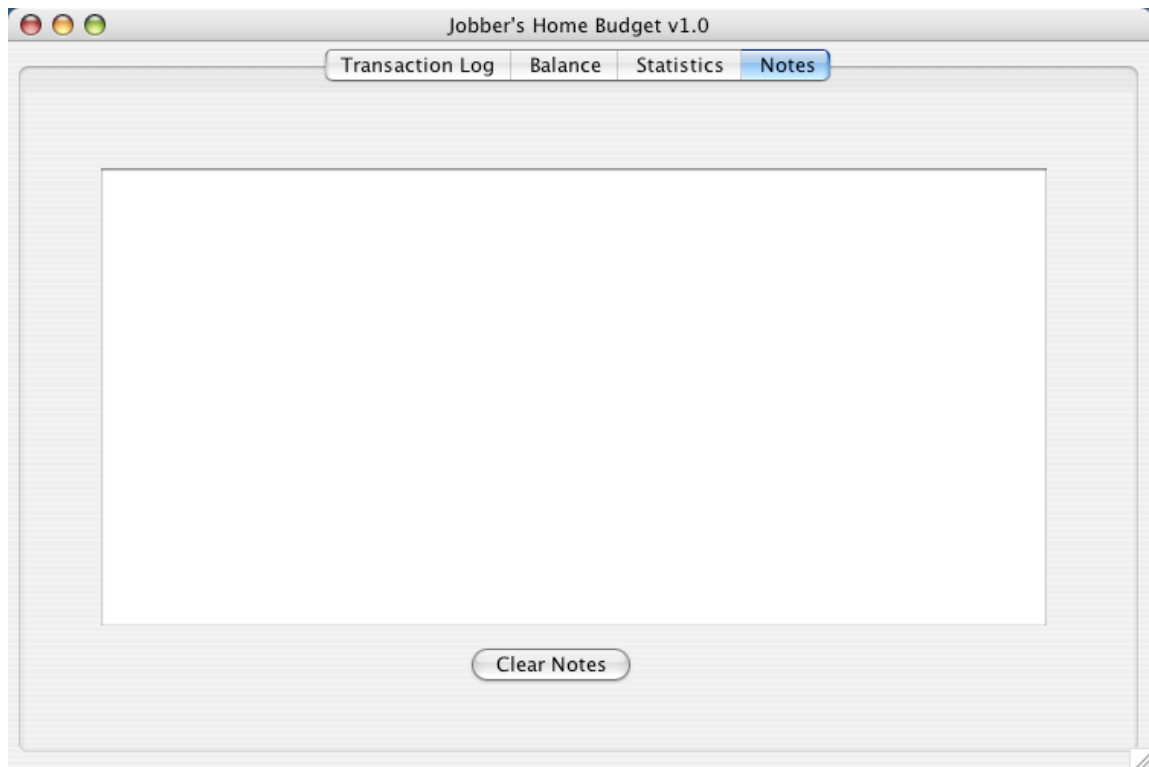 Jobber's Home Budget v1.0
Transaction Log Balance Statistics Notes
Clear Notes